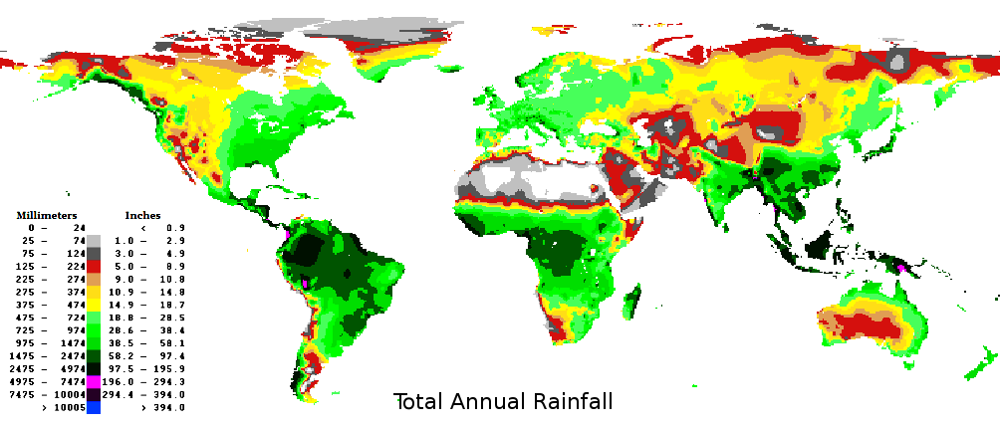 Millimeters Inches
0 - 24 < 0.9
25 - 74 1.0 - 2.9
75 - 124 3.0 - 4.9
125 - 224 5.0 - 8.9
225 - 274 9.0 - 10.8
275 - 374 10.9 - 14.8
375 - 474 14.9 - 18.7
475 - 724 18.8 - 28.5
725 - 974 28.6 - 38.4
975 - 1474 38.5 - 58.1
1475 - 2474 58.2 - 97.4
2475 - 4974 97.5 - 195.9
4975 - 7474 196.0 - 294.3
7475 - 10004 294.4 - 394.0
> 10005 > 394.0
Total Annual Rainfall